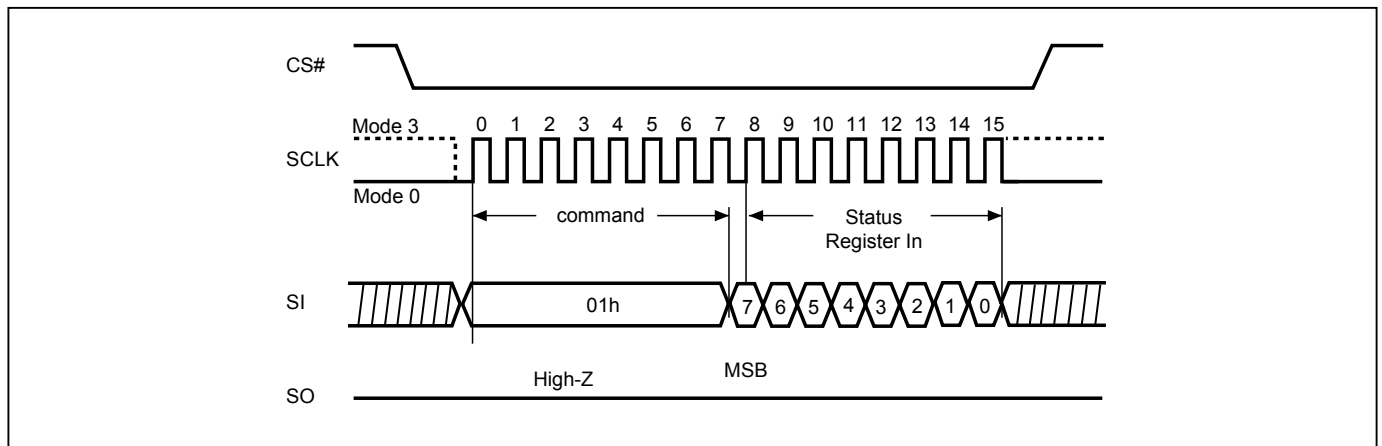 CS#
Mode 3
0 1 2 3 4 5 6 7 8 9 10 11 12 13 14 15
SCLK
Mode 0
command
Status
Register In
SI
01h
7 6 5 4 3 2 1 0
High-Z
MSB
SO